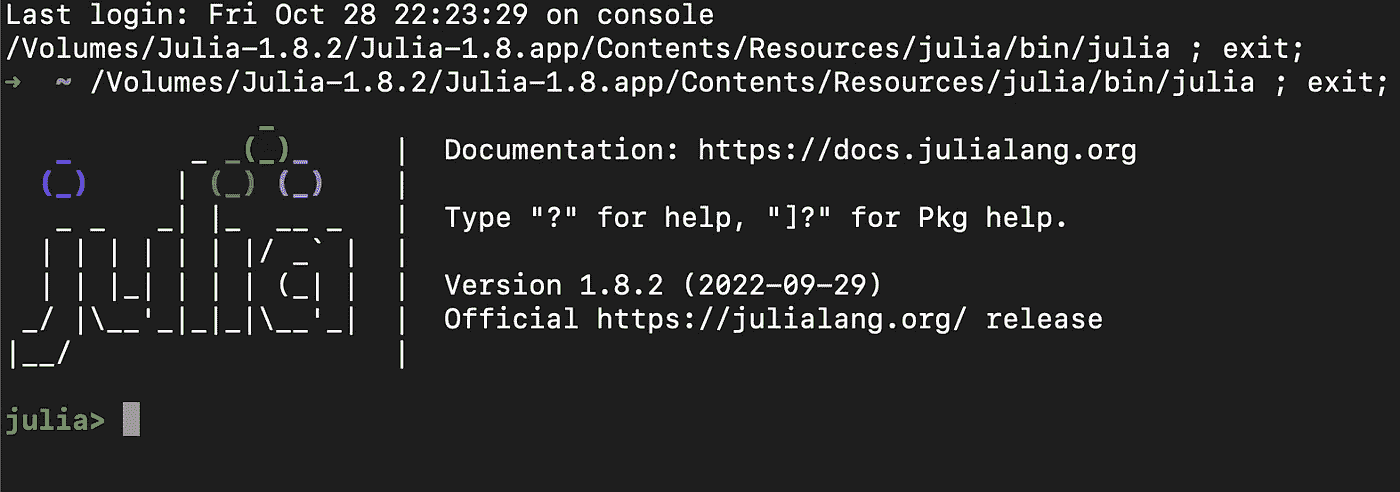 Last login: Fri Oct 28 22:23:29 on console
/Volumes/Julia-1.8.2/Julia-1.8.app/Contents/Resources/julia/bin/julia ; exit;
➜  ~ /Volumes/Julia-1.8.2/Julia-1.8.app/Contents/Resources/julia/bin/julia ; exit;
               _
   _       _ _(_)_     |  Documentation: https://docs.julialang.org
  (_)     | (_) (_)    |
   _ _   _| |_  __ _   |  Type "?" for help, "]?" for Pkg help.
  | | | | | | |/ _` |  |
  | | |_| | | | (_| |  |  Version 1.8.2 (2022-09-29)
 _/ |\__'_|_|_|\__'_|  |  Official https://julialang.org/ release
|__/                   |
julia>